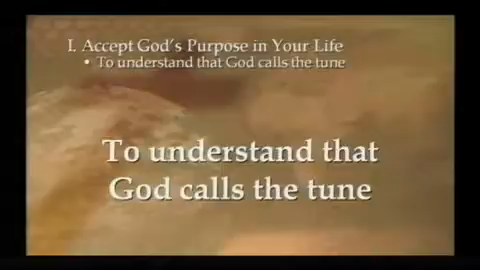 I. Accept God's Purpose in Your Life
• To understand that God calls the tune
To understand that
God calls the tune